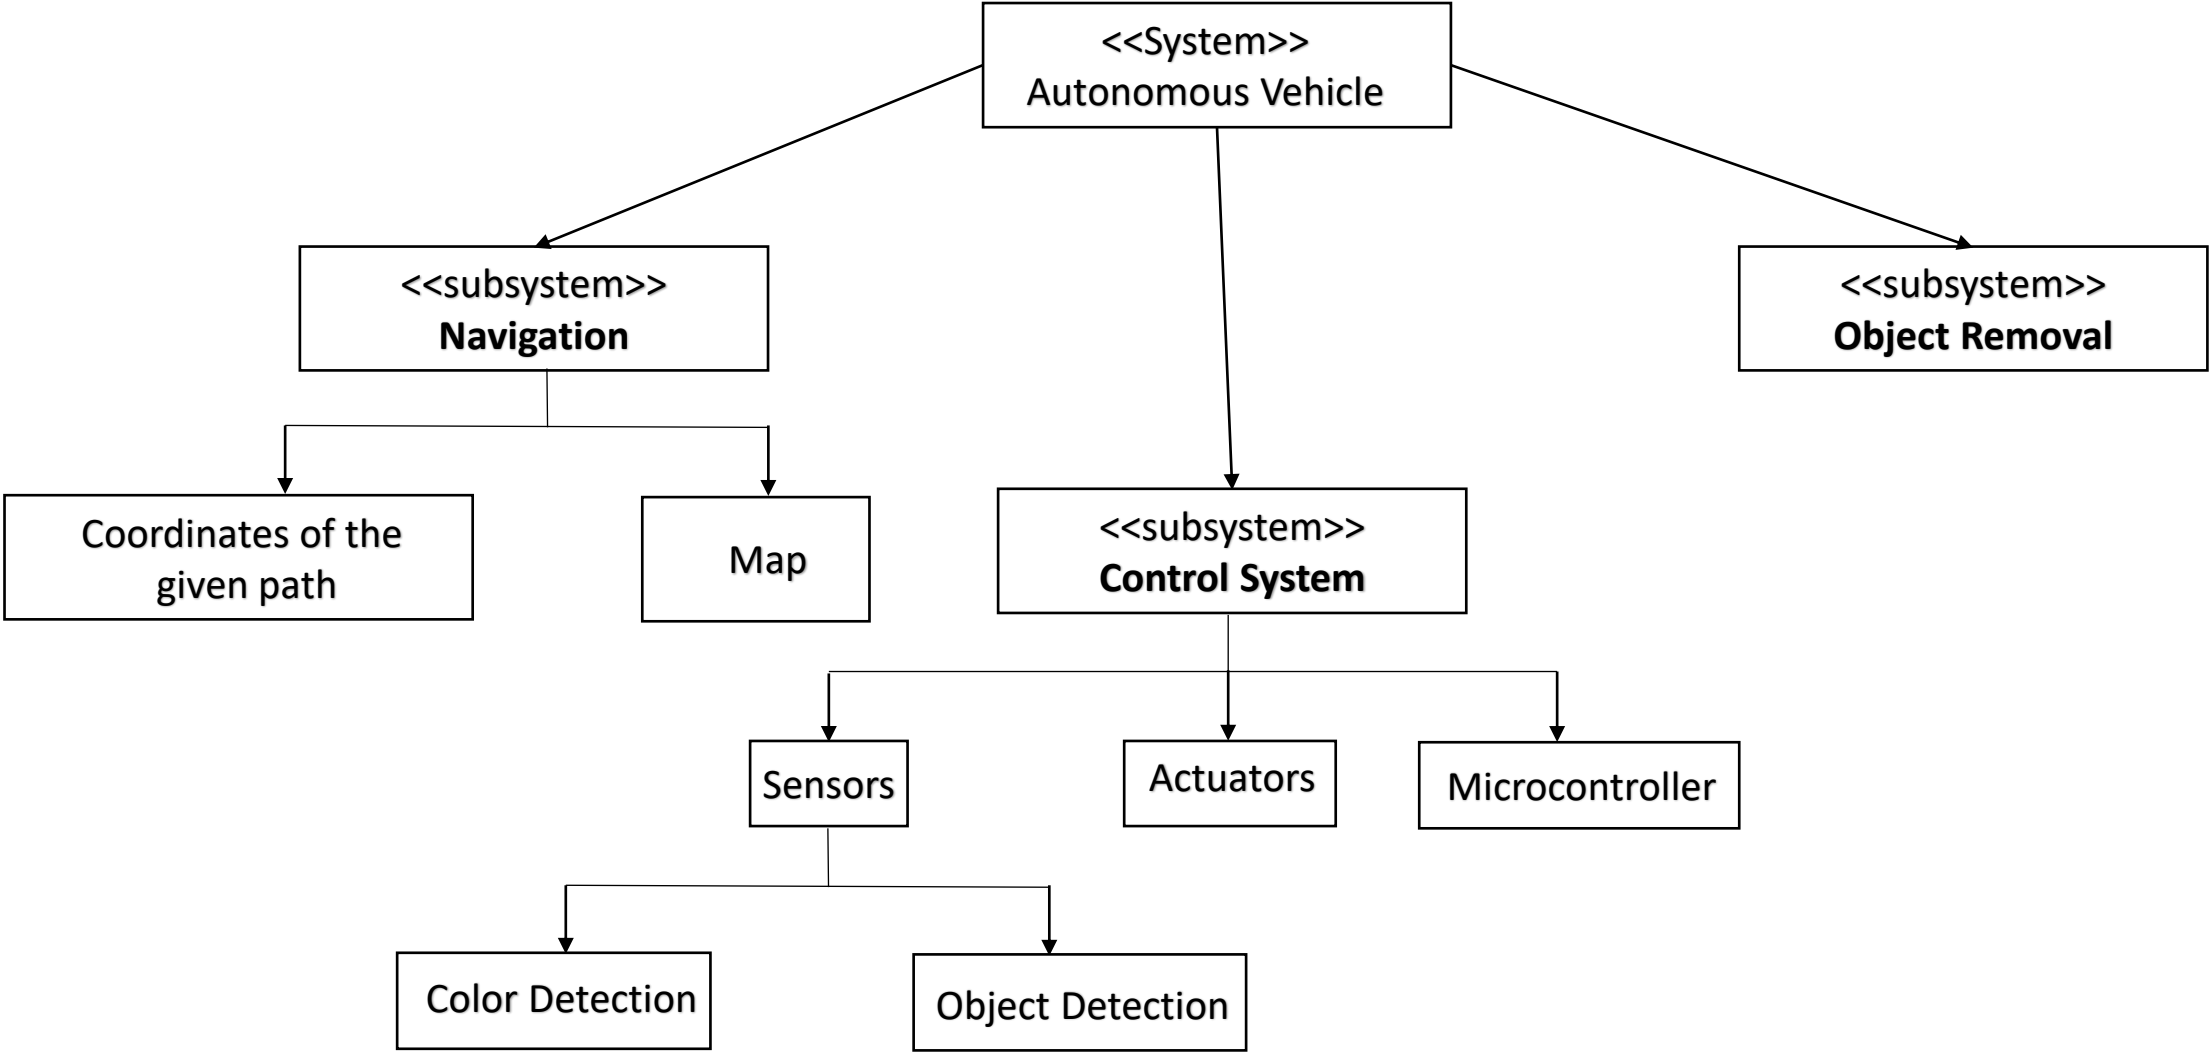 <<System>>
Autonomous Vehicle
<<subsystem>>
Navigation
<<subsystem>>
Object Removal
Coordinates of the
given path
Map
<<subsystem>>
Control System
Sensors
Actuators
Microcontroller
Color Detection
Object Detection